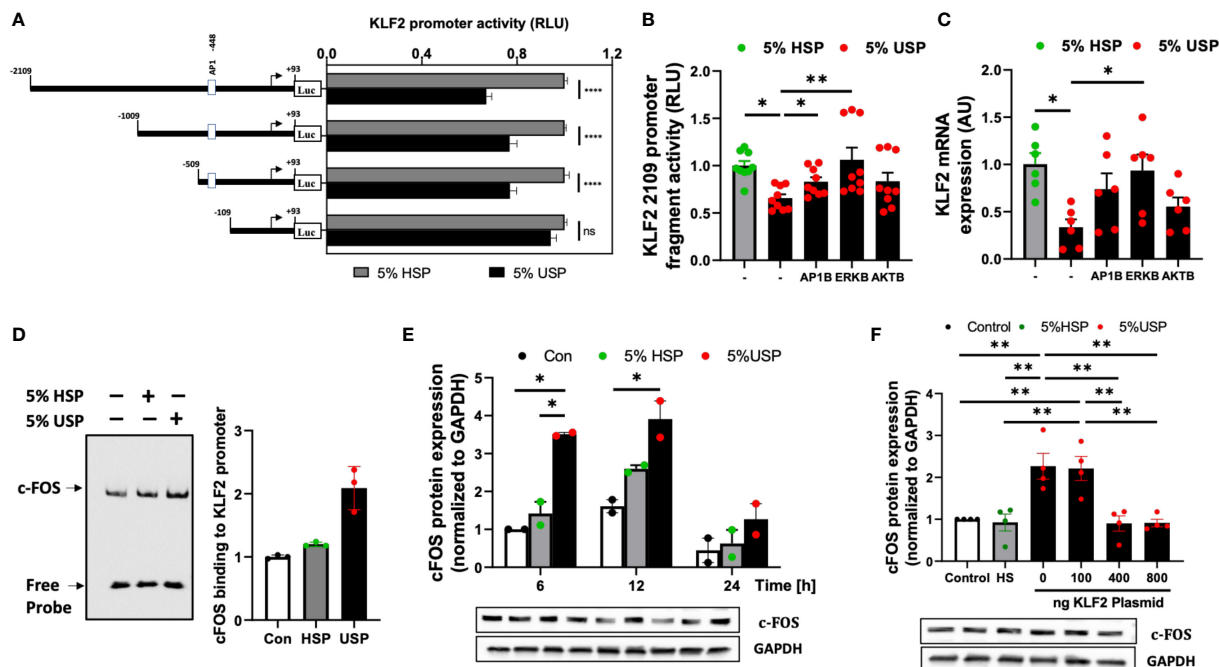 A
KLF2 promoter activity (RLU)
0.0 0.4 0.8 1.2
-2109 AP1 -448 +93
Luc
****
-1009 +93
Luc
****
-509 +93
Luc
****
-109 +93
Luc
ns
5% HSP 5% USP
B
5% HSP 5% USP
KLF2 2109 promoter
fragment activity (RLU)
2.0
1.5
1.0
0.5
0.0
**
* *
- - AP1B ERKB AKTB
C
5% HSP 5% USP
KLF2 mRNA
expression (AU)
2.0
1.5
1.0
0.5
0.0
* *
- - AP1B ERKB AKTB
D
5% HSP − + −
5% USP − − +
c-FOS
Free
Probe
cFOS binding to KLF2 promoter
3
2
1
0
Con HSP USP
E
Con 5% HSP 5%USP
cFOS protein expression
(normalized to GAPDH)
5
4
3
2
1
0
* *
*
6 12 24 Time [h]
c-FOS
GAPDH
F
Control 5%HSP 5%USP
cFOS protein expression
(normalized to GAPDH)
4
3
2
1
0
** **
** **
** **
** **
Control HS 0 100 400 800
ng KLF2 Plasmid
c-FOS
GAPDH